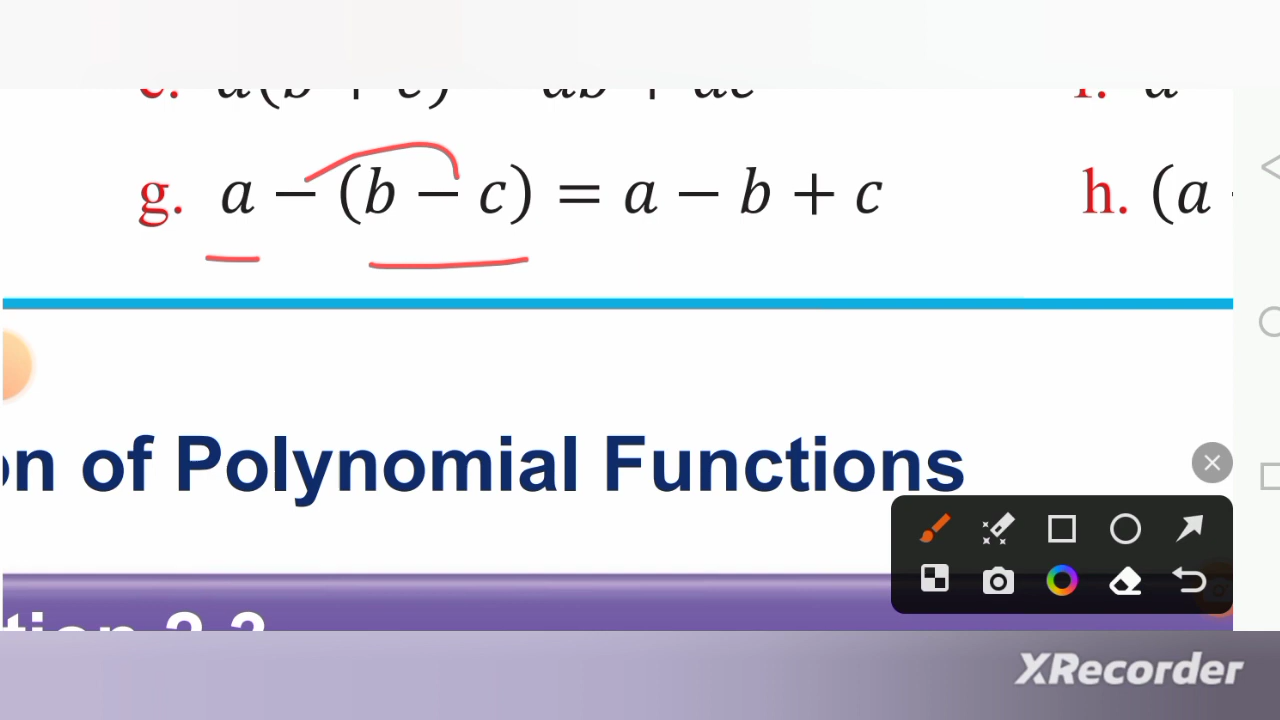 g. a − (b − c) = a − b + c
h. (a
on of Polynomial Functions
XRecorder